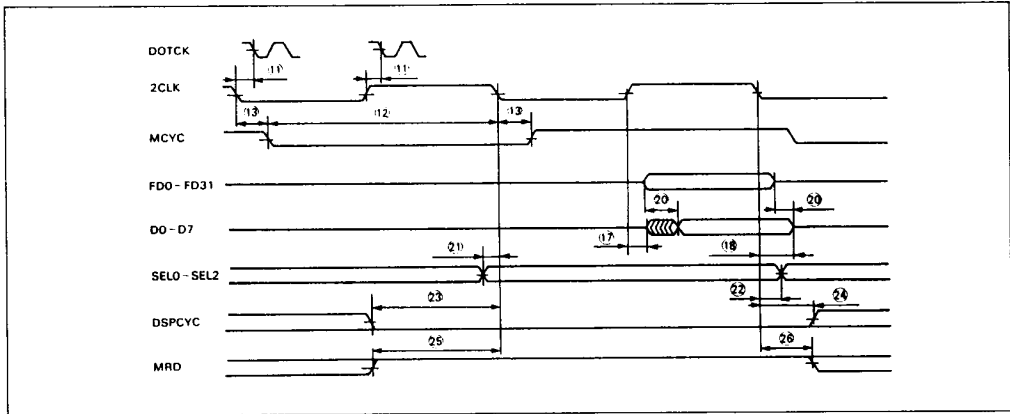 DOTCK
(11) (11)
2CLK
(13) (12) (13)
MCYC
FD0-FD31
⑳ ⑳
D0-D7
⑰ ⑱
(21)
SEL0-SEL2
㉒
㉓ ㉔
DSPCYC
㉕ ㉖
MRD